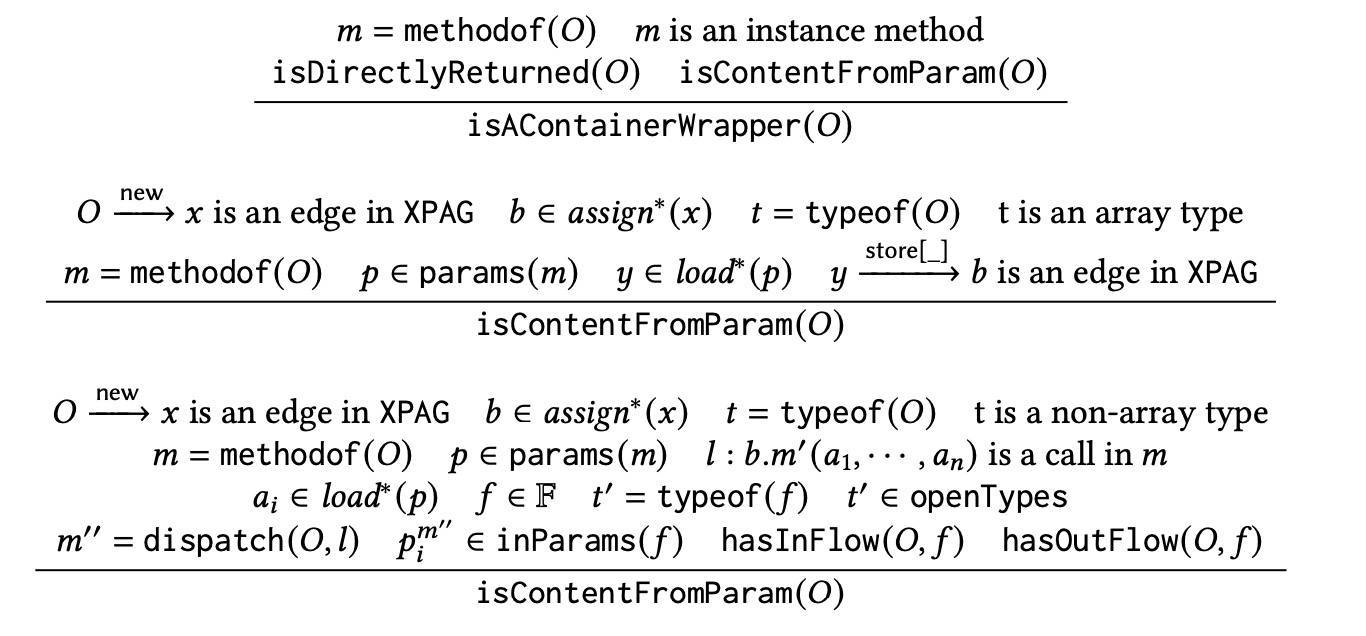 m = methodof(O)   m is an instance method
isDirectlyReturned(O)   isContentFromParam(O)
isAContainerWrapper(O)
O —new→ x is an edge in XPAG   b ∈ assign*(x)   t = typeof(O)   t is an array type
m = methodof(O)   p ∈ params(m)   y ∈ load*(p)   y —store[_]→ b is an edge in XPAG
isContentFromParam(O)
O —new→ x is an edge in XPAG   b ∈ assign*(x)   t = typeof(O)   t is a non-array type
m = methodof(O)   p ∈ params(m)   l : b.m′(a₁, ⋯ , aₙ) is a call in m
aᵢ ∈ load*(p)   f ∈ 𝔽   t′ = typeof(f)   t′ ∈ openTypes
m′′ = dispatch(O, l)   pᵢ^{m′′} ∈ inParams(f)   hasInFlow(O, f)   hasOutFlow(O, f)
isContentFromParam(O)